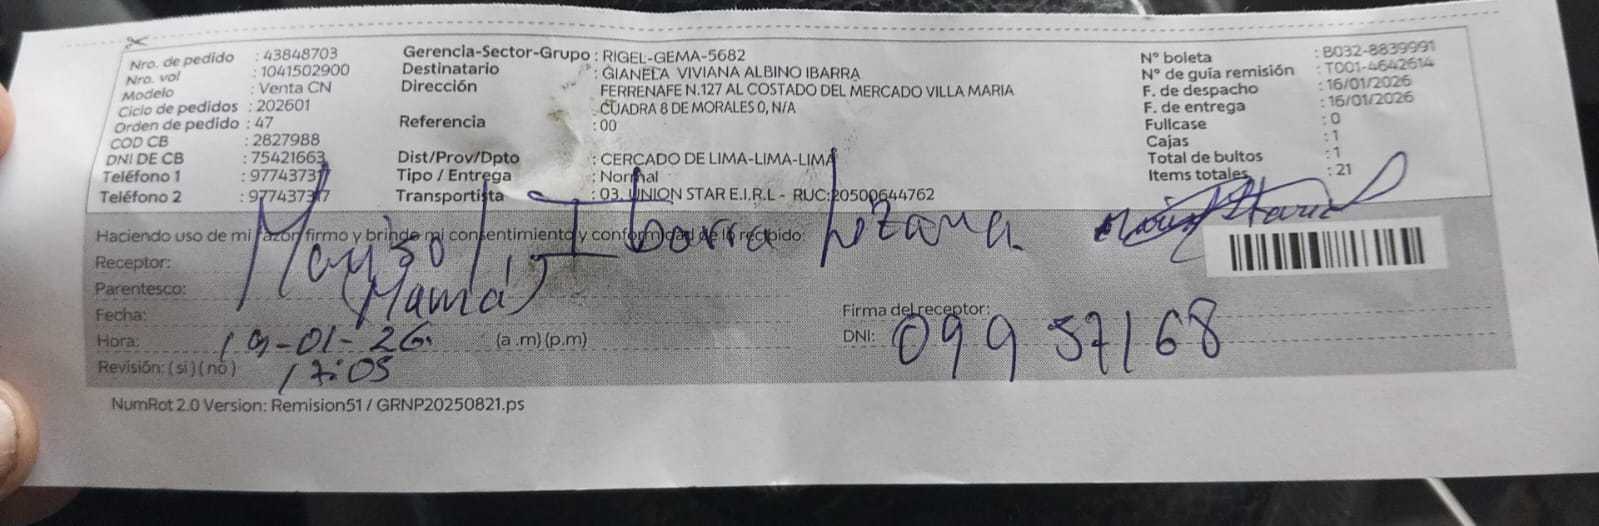 Nro. de pedido : 43848703
Nro. vol : 1041502900
Modelo : Venta CN
Ciclo de pedidos : 202601
Orden de pedido : 47
COD CB : 2827988
DNI DE CB : 75421663
Teléfono 1 : 97743731
Teléfono 2 : 977437317
Gerencia-Sector-Grupo : RIGEL-GEMA-5682
Destinatario : GIANELA VIVIANA ALBINO IBARRA
Dirección FERRENAFE N.127 AL COSTADO DEL MERCADO VILLA MARIA
CUADRA 8 DE MORALES 0, N/A
Referencia : 00
Dist/Prov/Dpto : CERCADO DE LIMA-LIMA-LIMA
Tipo / Entrega : Normal
Transportista : 03. UNION STAR E.I.R.L - RUC:20500644762
Nº boleta : B032-8839991
Nº de guía remisión : T001-4642614
F. de despacho : 16/01/2026
F. de entrega : 16/01/2026
Fullcase : 0
Cajas : 1
Total de bultos : 1
Items totales : 21
Haciendo uso de mi razón firmo y brindo mi consentimiento y conformidad de lo recibido:
Receptor: Marysol Ibarra Lozana
Parentesco: (Mamá)
Fecha: 19-01-26
Hora: 17:05 (a .m) (p.m)
Revisión: ( si ) ( no )
Firma del receptor:
DNI: 09957168
NumRot 2.0 Version: Remision51 / GRNP20250821.ps